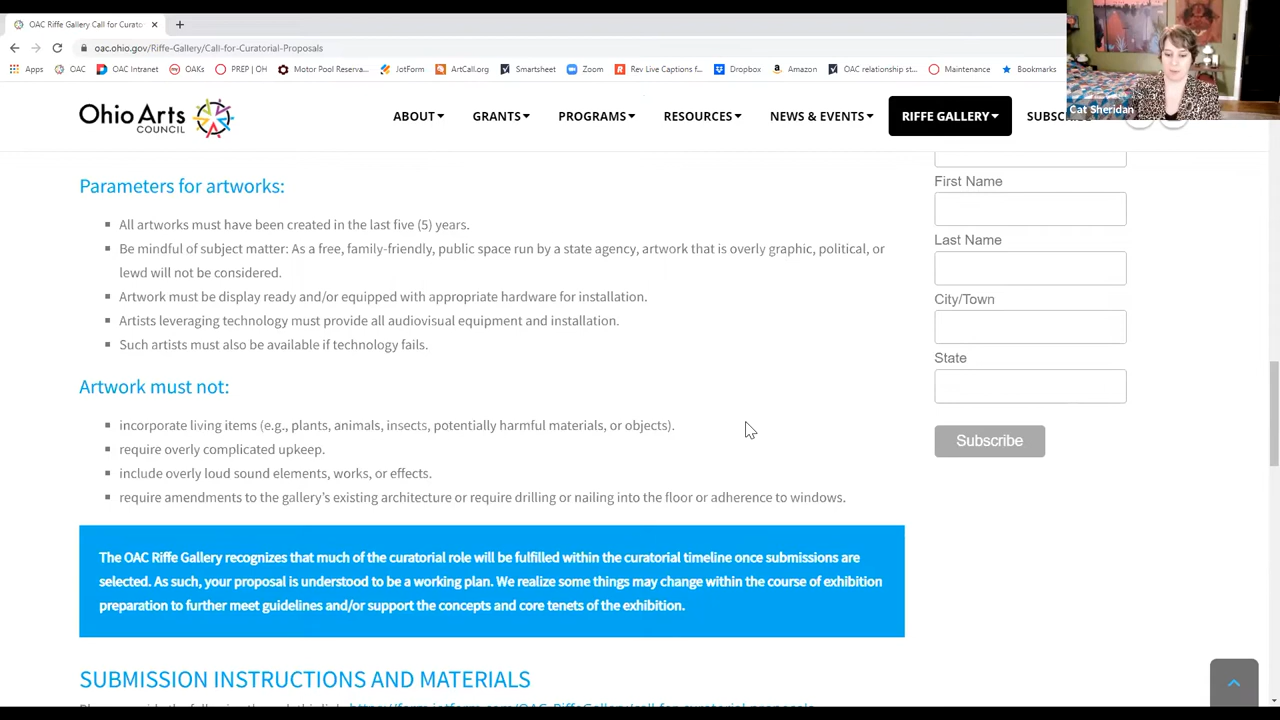 OAC Riffe Gallery Call for Curato
oac.ohio.gov/Riffe-Gallery/Call-for-Curatorial-Proposals
Apps OAC OAC Intranet OAKs PREP | OH Motor Pool Reserva... JotForm ArtCall.org Smartsheet Zoom Rev Live Captions f... Dropbox Amazon OAC relationship st... Maintenance Bookmarks
Cat Sheridan
Ohio Arts
COUNCIL
ABOUT GRANTS PROGRAMS RESOURCES NEWS & EVENTS RIFFE GALLERY
Parameters for artworks:
All artworks must have been created in the last five (5) years.
Be mindful of subject matter: As a free, family-friendly, public space run by a state agency, artwork that is overly graphic, political, or
lewd will not be considered.
Artwork must be display ready and/or equipped with appropriate hardware for installation.
Artists leveraging technology must provide all audiovisual equipment and installation.
Such artists must also be available if technology fails.
Artwork must not:
incorporate living items (e.g., plants, animals, insects, potentially harmful materials, or objects).
require overly complicated upkeep.
include overly loud sound elements, works, or effects.
require amendments to the gallery's existing architecture or require drilling or nailing into the floor or adherence to windows.
The OAC Riffe Gallery recognizes that much of the curatorial role will be fulfilled within the curatorial timeline once submissions are
selected. As such, your proposal is understood to be a working plan. We realize some things may change within the course of exhibition
preparation to further meet guidelines and/or support the concepts and core tenets of the exhibition.
SUBMISSION INSTRUCTIONS AND MATERIALS
First Name
Last Name
City/Town
State
Subscribe